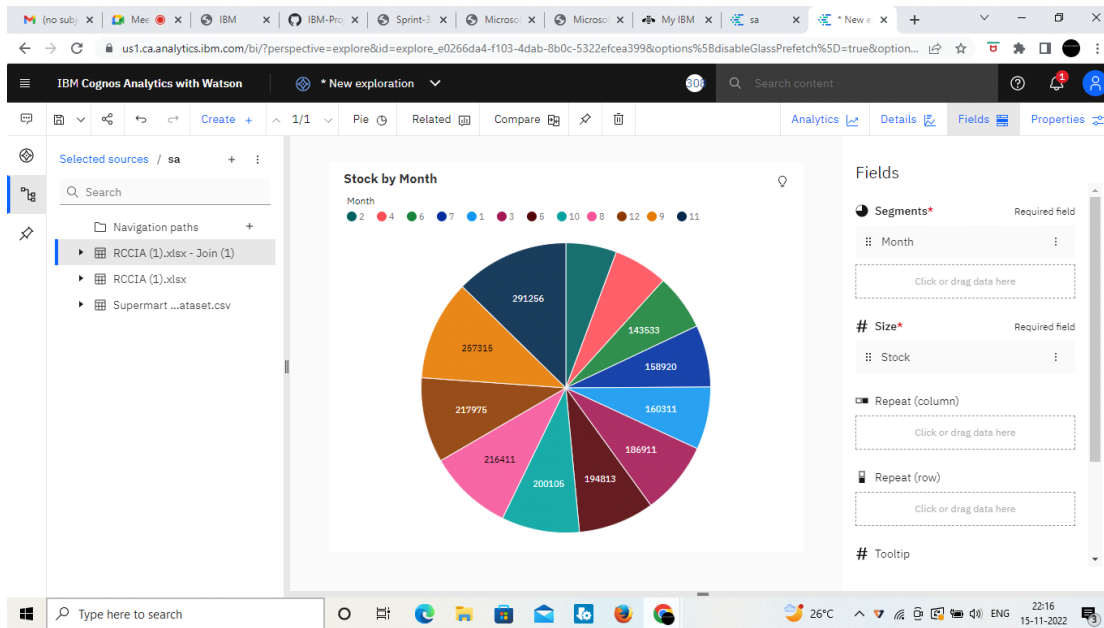 (no subj
Mee
IBM
IBM-Pro
Sprint-3
Microsof
Microsof
My IBM
sa
* New e
us1.ca.analytics.ibm.com/bi/?perspective=explore&id=explore_e0266da4-f103-4dab-8b0c-5322efcea399&options%5BdisableGlassPrefetch%5D=true&option...
IBM Cognos Analytics with Watson
* New exploration
308
Search content
1
Create +
1/1
Pie
Related
Compare
Analytics
Details
Fields
Properties
Selected sources / sa
Search
Navigation paths
RCCIA (1).xlsx - Join (1)
RCCIA (1).xlsx
Supermart ...ataset.csv
Stock by Month
Month
2 4 6 7 1 3 5 10 8 12 9 11
291256
143533
257315
158920
160311
217975
186911
216411
194813
200105
Fields
Segments* Required field
Month
Click or drag data here
# Size* Required field
Stock
Repeat (column)
Click or drag data here
Repeat (row)
Click or drag data here
# Tooltip
Type here to search
26°C
ENG
22:16
15-11-2022
3